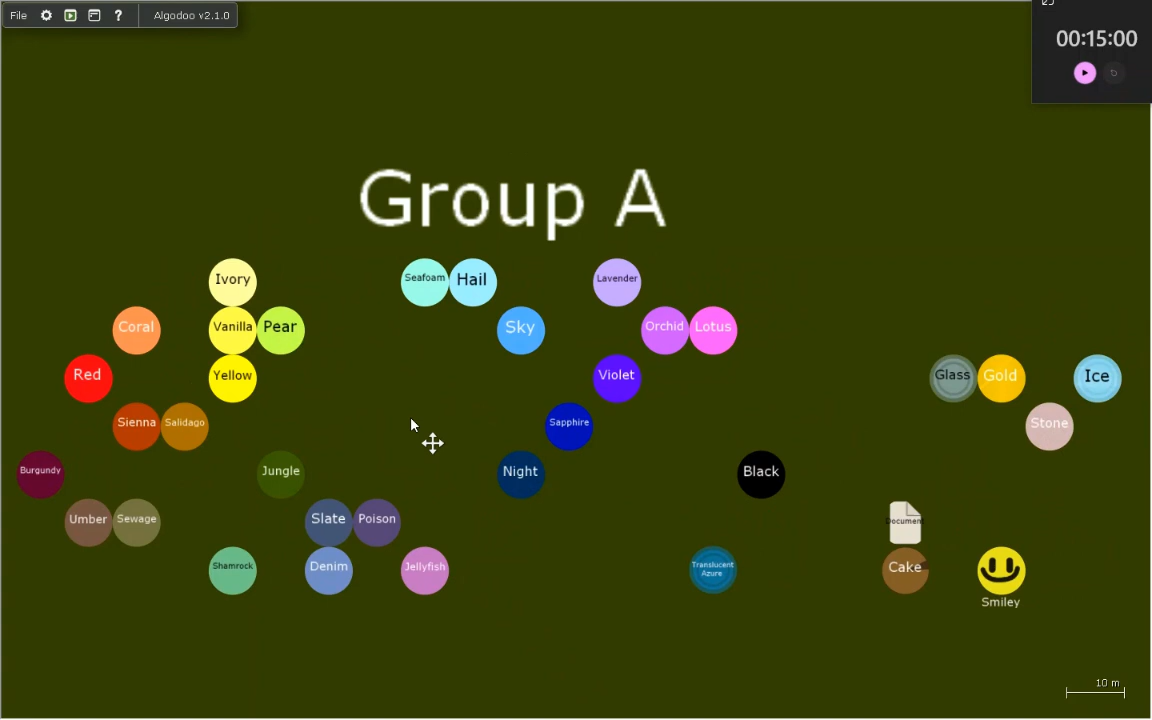 File ? Algodoo v2.1.0
00:15:00
Group A
Ivory Seafoam Hail Lavender
Coral Vanilla Pear Sky Orchid Lotus
Red Yellow Violet Glass Gold Ice
Sienna Salidago Sapphire Stone
Burgundy Jungle Night Black
Umber Sewage Slate Poison Document
Shamrock Denim Jellyfish Translucent
Azure
Cake
Smiley
10 m